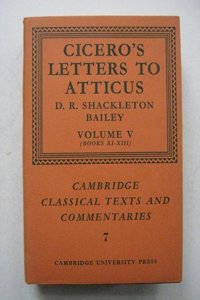 CICERO'S
LETTERS TO
ATTICUS
D. R. SHACKLETON
BAILEY
VOLUME V
(BOOKS XI-XIII)
CAMBRIDGE
CLASSICAL TEXTS AND
COMMENTARIES
7
CAMBRIDGE UNIVERSITY PRESS